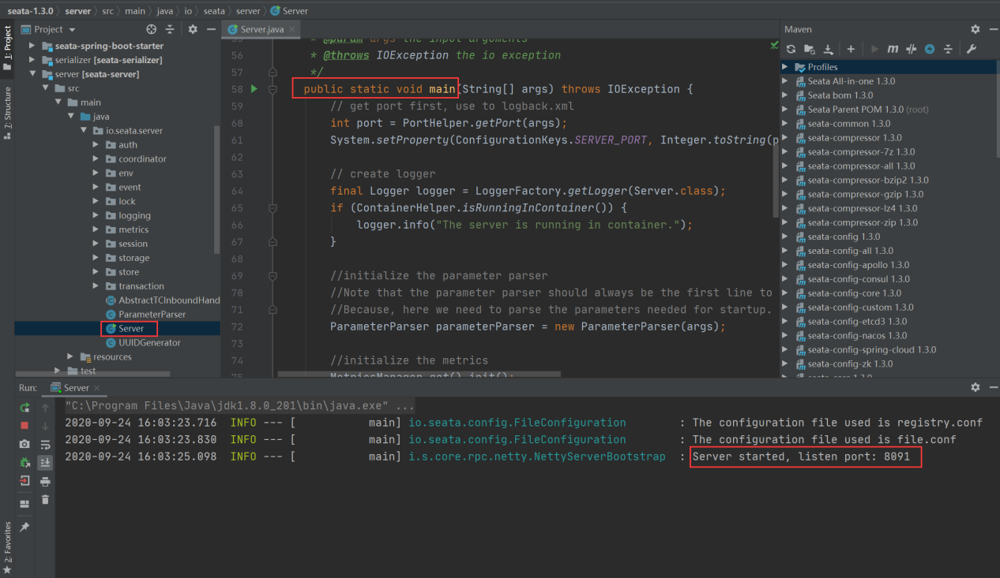 seata-1.3.0 server src main java io seata server Server
1: Project
7: Structure
2: Favorites
Project
seata-spring-boot-starter
serializer [seata-serializer]
server [seata-server]
src
main
java
io.seata.server
auth
coordinator
env
event
lock
logging
metrics
session
storage
store
transaction
AbstractTCInboundHand
ParameterParser
Server
UUIDGenerator
resources
test
Server.java
55 * @param args the input arguments
56 * @throws IOException the io exception
57 */
58 public static void main(String[] args) throws IOException {
59 // get port first, use to logback.xml
60 int port = PortHelper.getPort(args);
61 System.setProperty(ConfigurationKeys.SERVER_PORT, Integer.toString(p
62
63 // create logger
64 final Logger logger = LoggerFactory.getLogger(Server.class);
65 if (ContainerHelper.isRunningInContainer()) {
66 logger.info("The server is running in container.");
67 }
68
69 //initialize the parameter parser
70 //Note that the parameter parser should always be the first line to
71 //Because, here we need to parse the parameters needed for startup.
72 ParameterParser parameterParser = new ParameterParser(args);
73
74 //initialize the metrics
75 MetricsManager.get().init();
Maven
Profiles
Seata All-in-one 1.3.0
Seata bom 1.3.0
Seata Parent POM 1.3.0 (root)
seata-common 1.3.0
seata-compressor 1.3.0
seata-compressor-7z 1.3.0
seata-compressor-all 1.3.0
seata-compressor-bzip2 1.3.0
seata-compressor-gzip 1.3.0
seata-compressor-lz4 1.3.0
seata-compressor-zip 1.3.0
seata-config 1.3.0
seata-config-all 1.3.0
seata-config-apollo 1.3.0
seata-config-consul 1.3.0
seata-config-core 1.3.0
seata-config-custom 1.3.0
seata-config-etcd3 1.3.0
seata-config-nacos 1.3.0
seata-config-spring-cloud 1.3.0
seata-config-zk 1.3.0
seata-core 1.3.0
Run: Server
"C:\Program Files\Java\jdk1.8.0_201\bin\java.exe" ...
2020-09-24 16:03:23.716 INFO --- [ main] io.seata.config.FileConfiguration : The configuration file used is registry.conf
2020-09-24 16:03:23.830 INFO --- [ main] io.seata.config.FileConfiguration : The configuration file used is file.conf
2020-09-24 16:03:25.098 INFO --- [ main] i.s.core.rpc.netty.NettyServerBootstrap : Server started, listen port: 8091